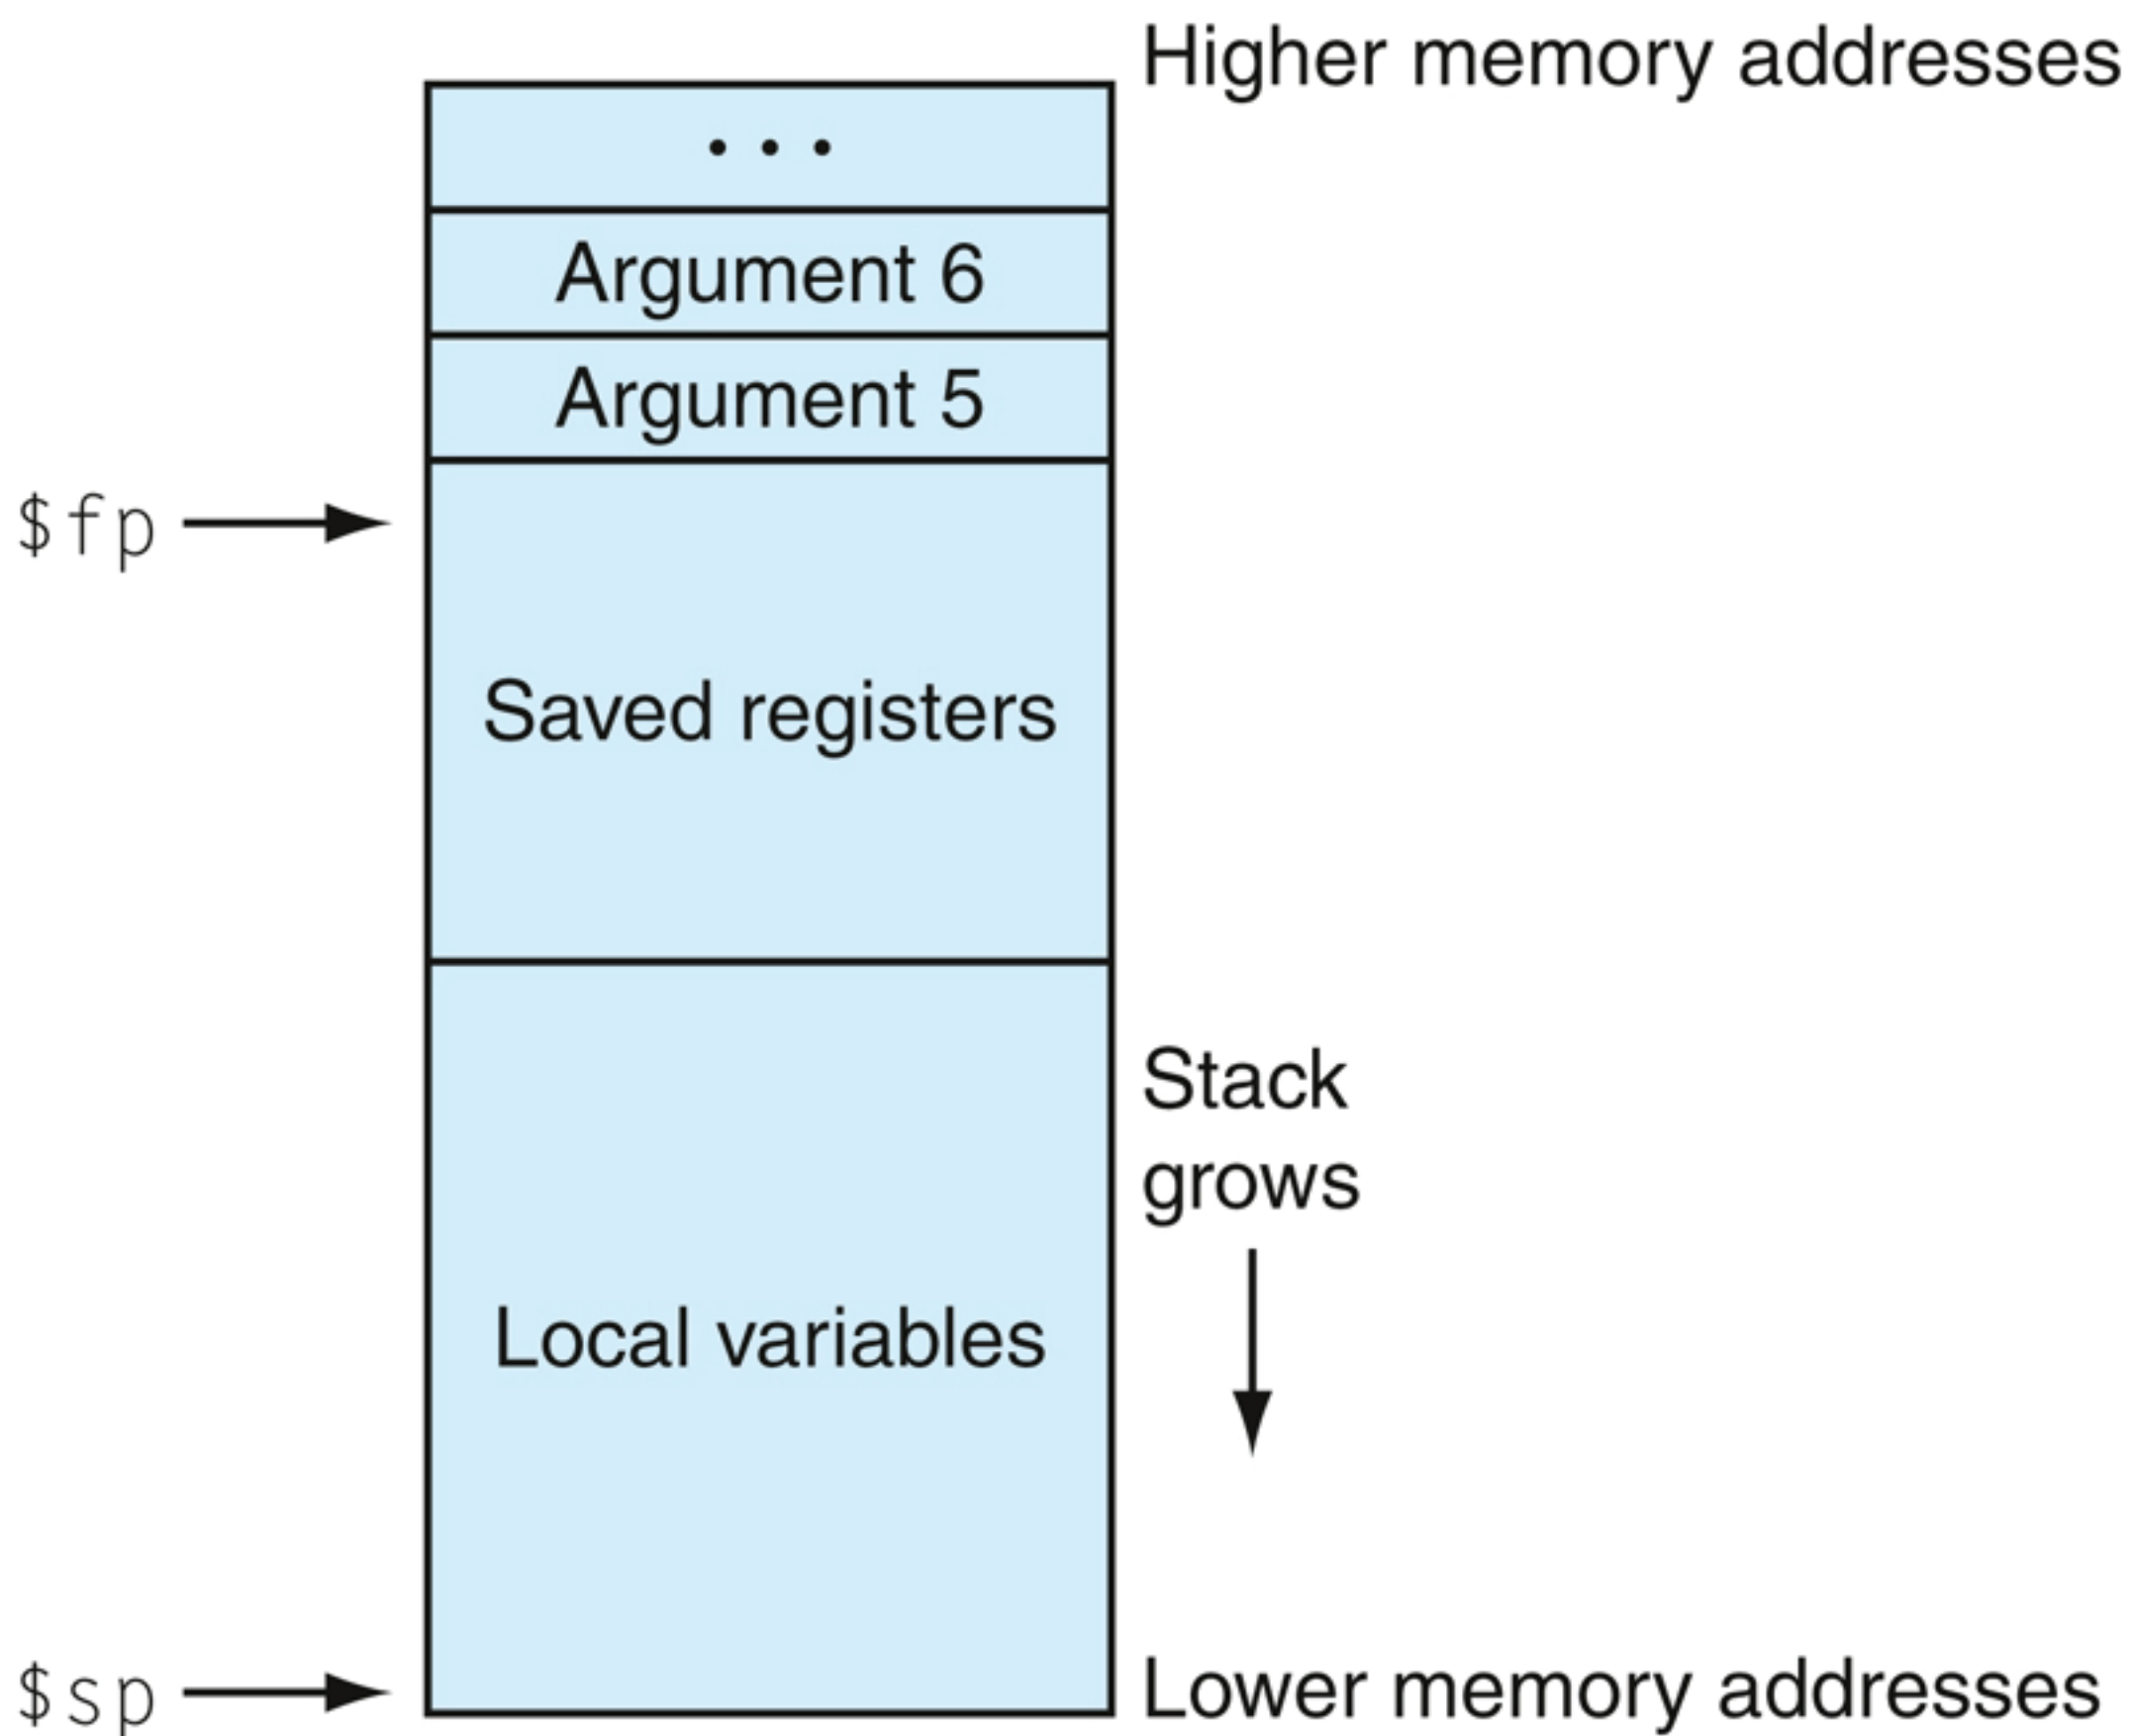 Higher memory addresses
• • •
Argument 6
Argument 5
$fp
Saved registers
Stack
grows
Local variables
$sp
Lower memory addresses